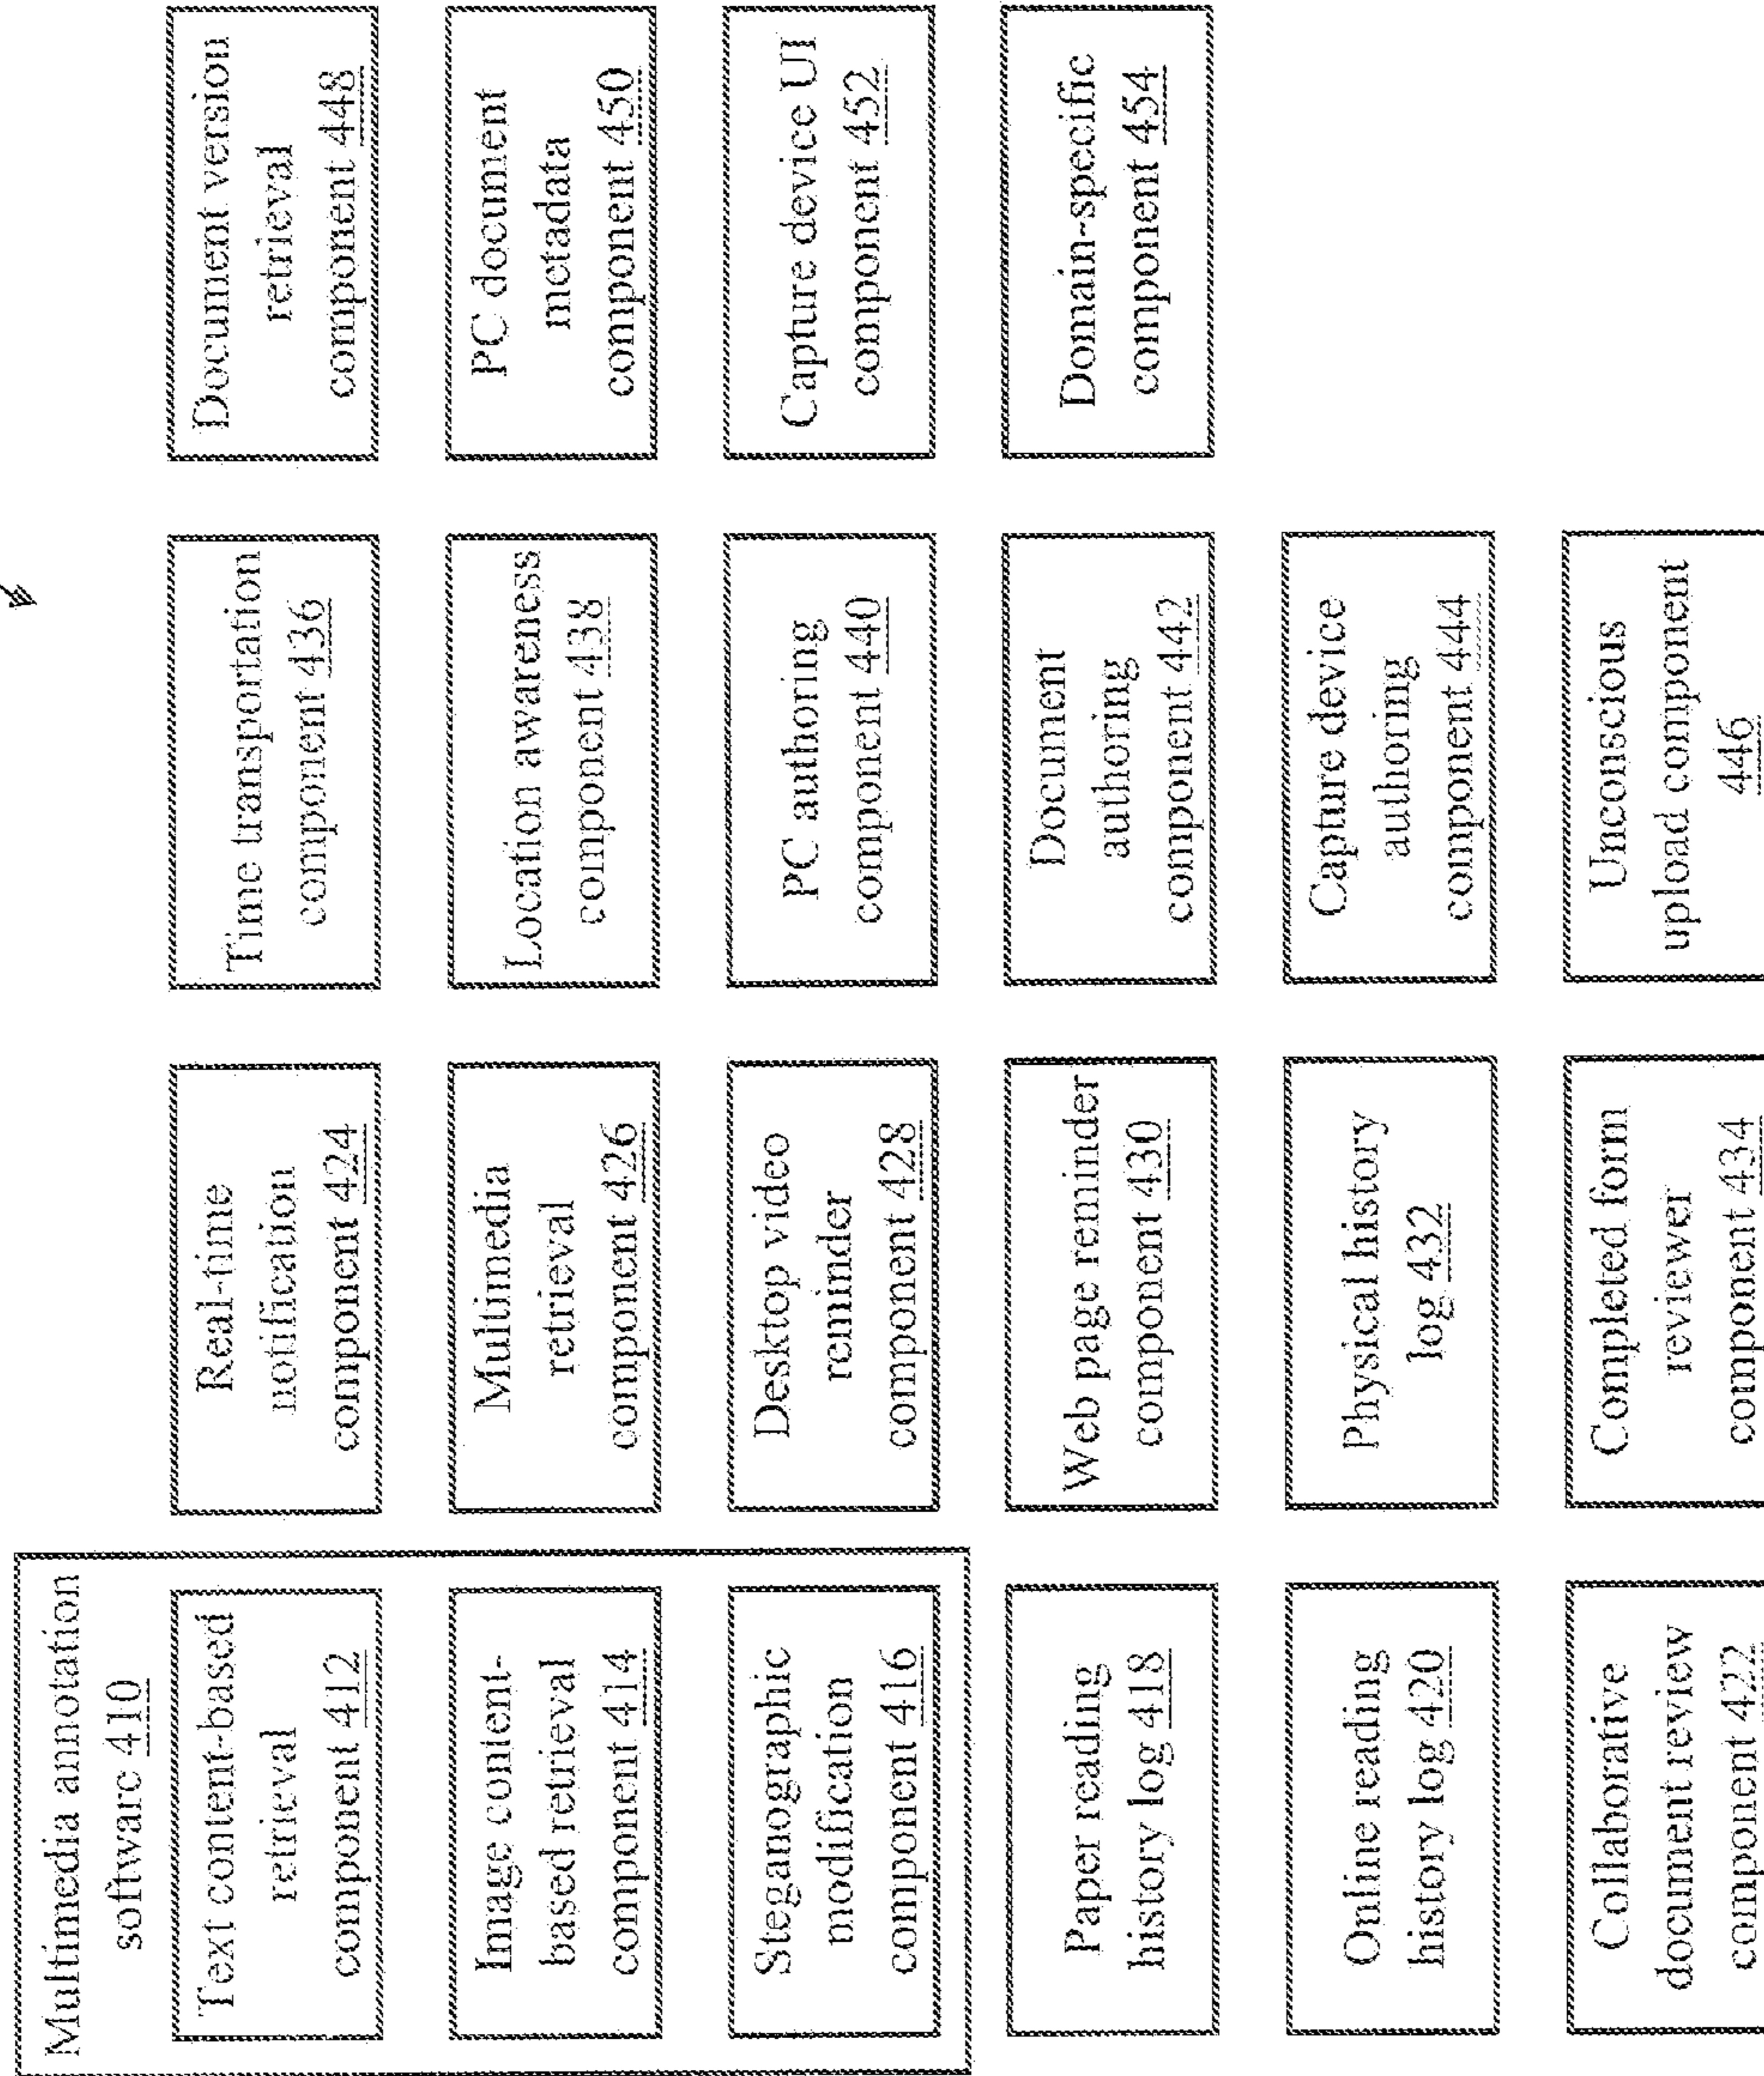 Multimedia annotation
software 410
Text content-based
retrieval
component 412
Image content-
based retrieval
component 414
Steganographic
modification
component 416
Paper reading
history log 418
Online reading
history log 420
Collaborative
document review
component 422
Real-time
notification
component 424
Multimedia
retrieval
component 426
Desktop video
reminder
component 428
Web page reminder
component 430
Physical history
log 432
Completed form
reviewer
component 434
Time transportation
component 436
Location awareness
component 438
PC authoring
component 440
Document
authoring
component 442
Capture device
authoring
component 444
Unconscious
upload component
446
Document version
retrieval
component 448
PC document
metadata
component 450
Capture device UI
component 452
Domain-specific
component 454